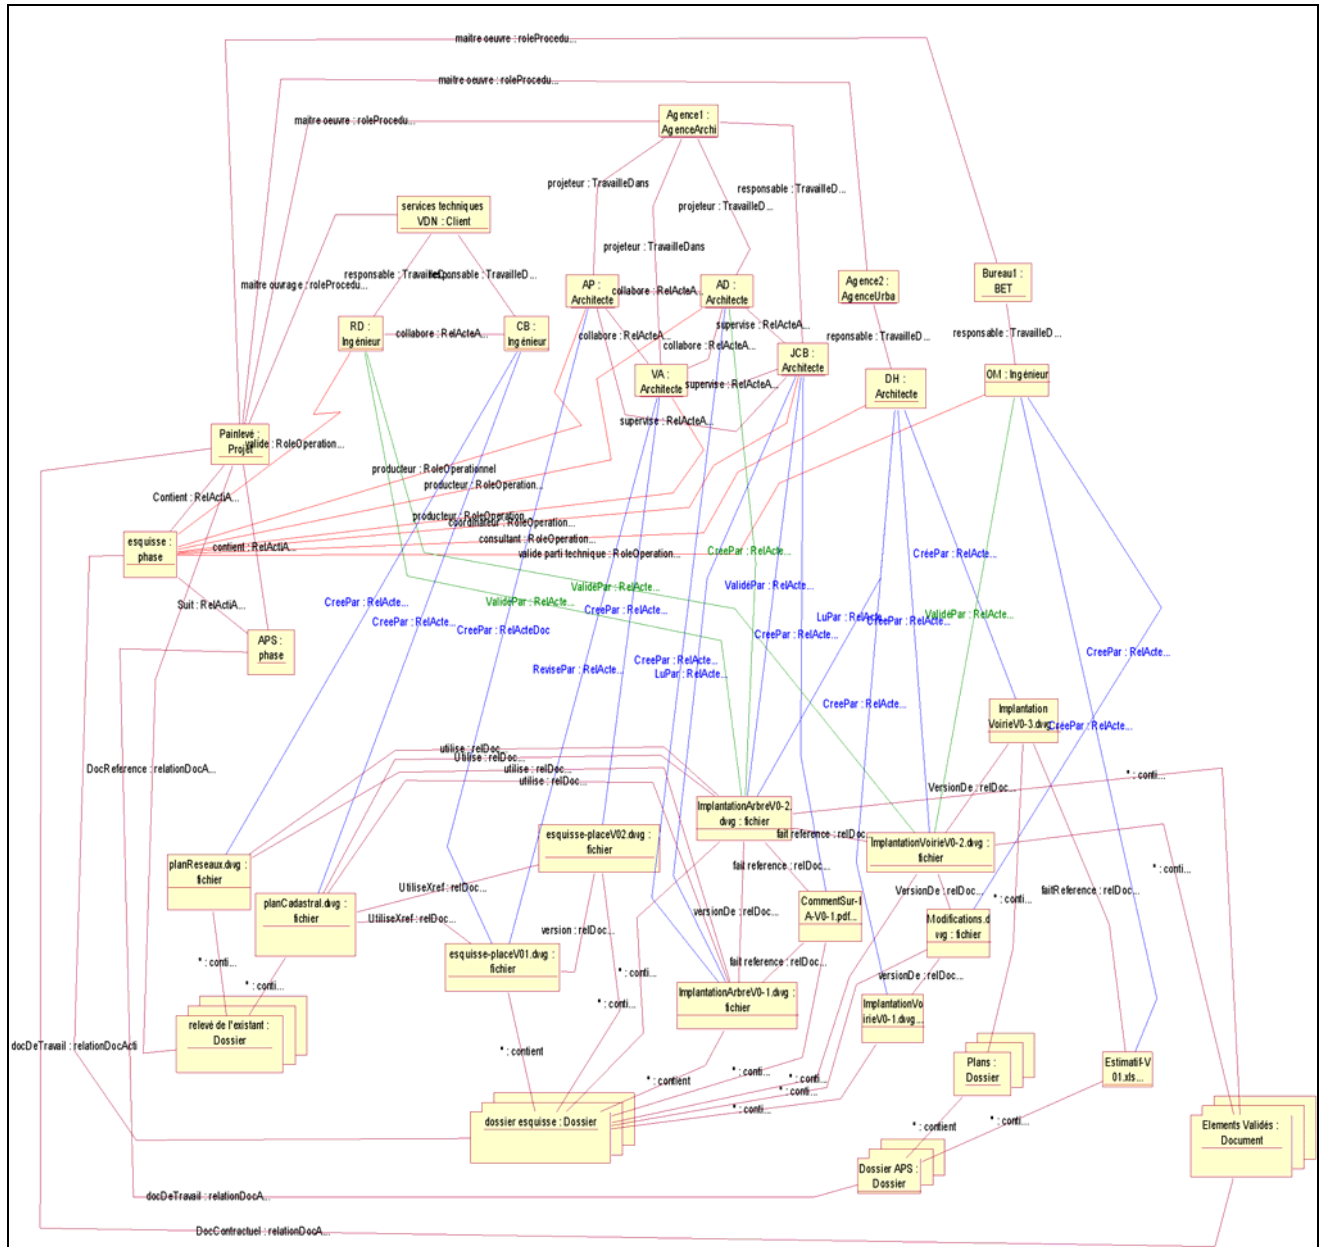 maitre oeuvre : roleProcedu...
maitre oeuvre : roleProcedu...
maitre oeuvre : roleProcedu...
Agence1 :
AgenceArchi
projeteur : TravailleDans
responsable : TravailleD...
projeteur : TravailleD...
services techniques
VDN : Client
projeteur : TravailleDans
responsable : TravailleD...
maitre ouvrage : roleProcedu...
AP :
Architecte
collabore : RelActeA...
AD :
Architecte
Agence2 :
AgenceUrba
Bureau1 :
BET
RD :
Ingénieur
collabore : RelActeA...
CB :
Ingénieur
collabore : RelActeA...
supervise : RelActeA...
collabore : RelActeA...
reponsable : TravailleD...
responsable : TravailleD...
JCB :
Architecte
VA :
Architecte
supervise : RelActeA...
DH :
Architecte
OM : Ingénieur
supervise : RelActeA...
Painlevé :
Projet
valide : RoleOperation...
producteur : RoleOperationnel
producteur : RoleOperation...
Contient : RelActiA...
producteur : RoleOperation
coordinateur : RoleOperation...
consultant : RoleOperation...
esquisse :
phase
contient : RelActiA...
valide parti technique : RoleOperation...
CreePar : RelActe...
CréePar : RelActe...
ValidéPar : RelActe...
ValidéPar : RelActe...
Suit : RelActiA...
CreePar : RelActe...
ValidéPar : RelActe...
CreePar : RelActe...
LuPar : RelActe...
CreePar : RelActe...
ValidéPar : RelActe...
APS :
phase
CreePar : RelActe...
CreePar : RelActeDoc
CreePar : RelActe...
CreePar : RelActe...
RevisePar : RelActe...
CreePar : RelActe...
LuPar : RelActe...
CreePar : RelActe...
Implantation
VoirieV0-3.dwg
CreePar : RelActe...
utilise : relDoc...
Utilise : relDoc...
utilise : relDoc...
utilise : relDoc...
DocReference : relationDocA...
* : conti...
VersionDe : relDoc...
ImplantationArbreV0-2.
dwg : fichier
fait reference : relDoc
esquisse-placeV02.dwg :
fichier
ImplantationVoirieV0-2.dwg :
fichier
planReseaux.dwg :
fichier
fait reference : relDoc...
* : conti...
UtiliseXref : relDoc...
VersionDe : relDoc...
faitReference : relDoc...
* : conti...
planCadastral.dwg :
fichier
versionDe : relDoc...
CommentSur-I
A-V0-1.pdf...
Modifications.d
wg : fichier
UtiliseXref : relDoc...
version : relDoc...
esquisse-placeV01.dwg :
fichier
fait reference : relDoc...
* : conti...
* : conti...
versionDe : relDoc...
* : conti...
ImplantationArbreV0-1.dwg :
fichier
* : conti...
ImplantationVo
irieV0-1.dwg...
relevé de l'existant :
Dossier
docDeTravail : relationDocActi
* : contient
Plans :
Dossier
Estimatif-V
01.xls...
* : contient
* : conti...
* : conti...
* : conti...
* : conti...
dossier esquisse : Dossier
* : contient
* : conti...
Elements Validés :
Document
Dossier APS :
Dossier
docDeTravail : relationDocA...
DocContractuel : relationDocA...